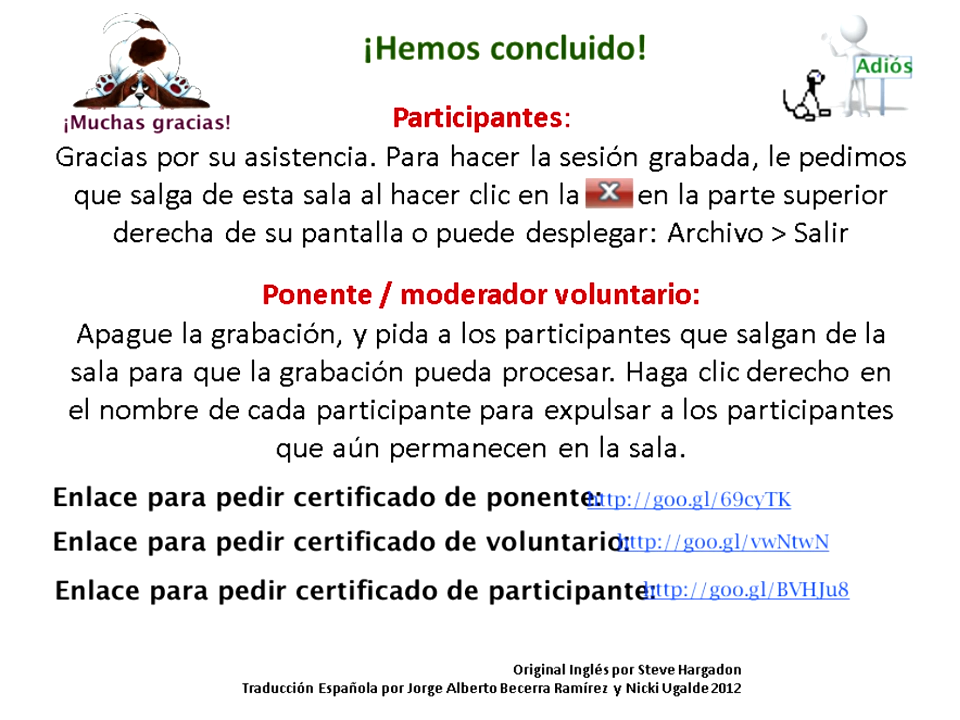 ¡Hemos concluido!
Adiós
¡Muchas gracias!
Participantes:
Gracias por su asistencia. Para hacer la sesión grabada, le pedimos
que salga de esta sala al hacer clic en la X en la parte superior
derecha de su pantalla o puede desplegar: Archivo > Salir
Ponente / moderador voluntario:
Apague la grabación, y pida a los participantes que salgan de la
sala para que la grabación pueda procesar. Haga clic derecho en
el nombre de cada participante para expulsar a los participantes
que aún permanecen en la sala.
Enlace para pedir certificado de ponente: http://goo.gl/69cyTK
Enlace para pedir certificado de voluntario: http://goo.gl/vwNtwN
Enlace para pedir certificado de participante: http://goo.gl/BVHJu8
Original Inglés por Steve Hargadon
Traducción Española por Jorge Alberto Becerra Ramírez y Nicki Ugalde 2012